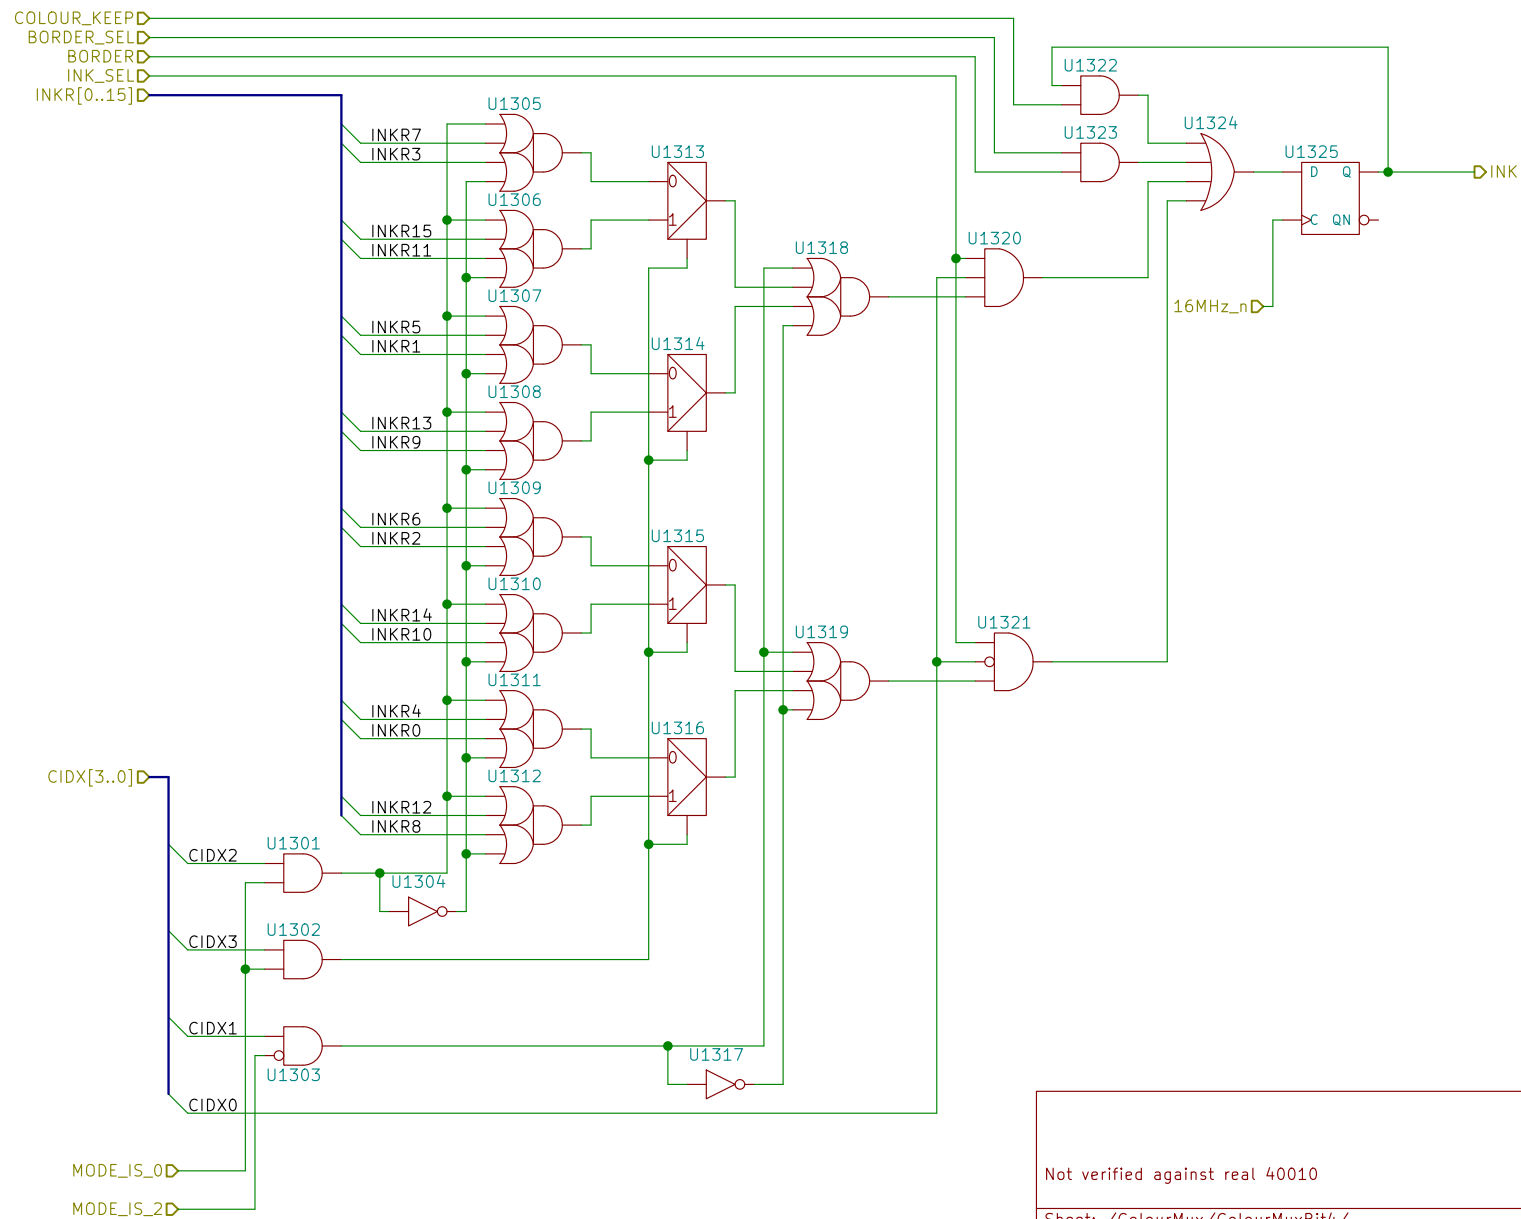 COLOUR_KEEP
BORDER_SEL
BORDER
INK_SEL
INKR[0..15]
U1322
U1305
INKR7
INKR3
U1323
U1324
U1313
0
1
U1325
D Q
C QN
INK
U1306
INKR15
INKR11
U1318
U1320
U1307
INKR5
INKR1
16MHz_n
U1314
0
1
U1308
INKR13
INKR9
U1309
INKR6
INKR2
U1315
0
1
U1310
INKR14
INKR10
U1319
U1321
U1311
INKR4
INKR0
U1316
0
1
CIDX[3..0]
U1312
INKR12
INKR8
U1301
CIDX2
U1304
U1302
CIDX3
CIDX1
U1303
U1317
CIDX0
MODE_IS_0
MODE_IS_2
Not verified against real 40010
Sheet: /ColourMux/ColourMuxBit4/